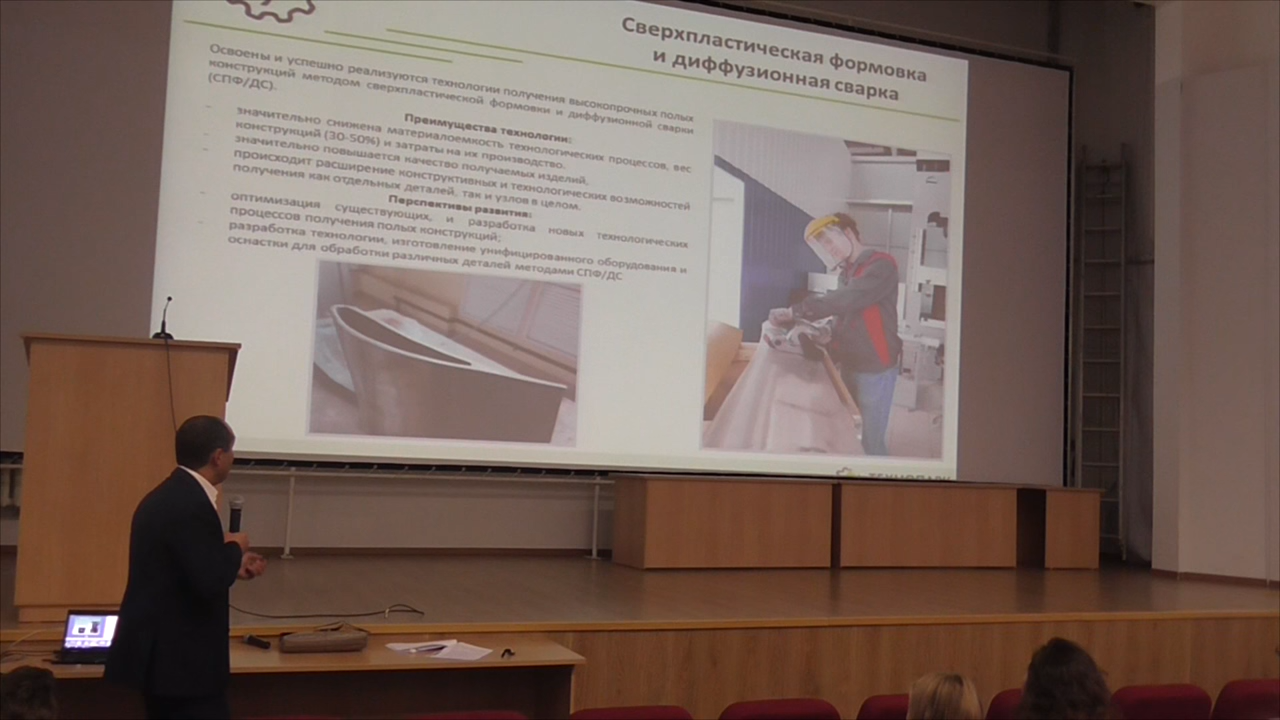 Сверхпластическая формовка
и диффузионная сварка
Освоены и успешно реализуются технологии получения высокопрочных полых
конструкций методом сверхпластической формовки и диффузионной сварки
(СПФ/ДС).
Преимущества технологии:
- значительно снижена материалоемкость технологических процессов, вес
конструкций (30-50%) и затраты на их производство.
- значительно повышается качество получаемых изделий,
- происходит расширение конструктивных и технологических возможностей
получения как отдельных деталей, так и узлов в целом.
Перспективы развития:
- оптимизация существующих, и разработка новых технологических
процессов получения полых конструкций;
- разработка технологии, изготовление унифицированного оборудования и
оснастки для обработки различных деталей методами СПФ/ДС
ТЕХНОПАРК